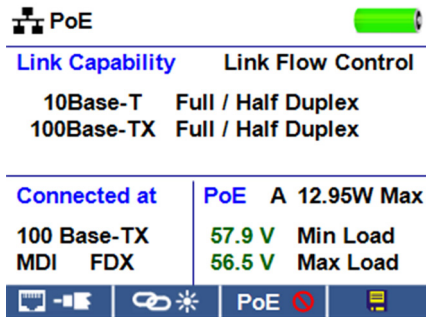 PoE
Link Capability Link Flow Control
10Base-T Full / Half Duplex
100Base-TX Full / Half Duplex
Connected at
100 Base-TX
MDI FDX
PoE A 12.95W Max
57.9 V Min Load
56.5 V Max Load
PoE